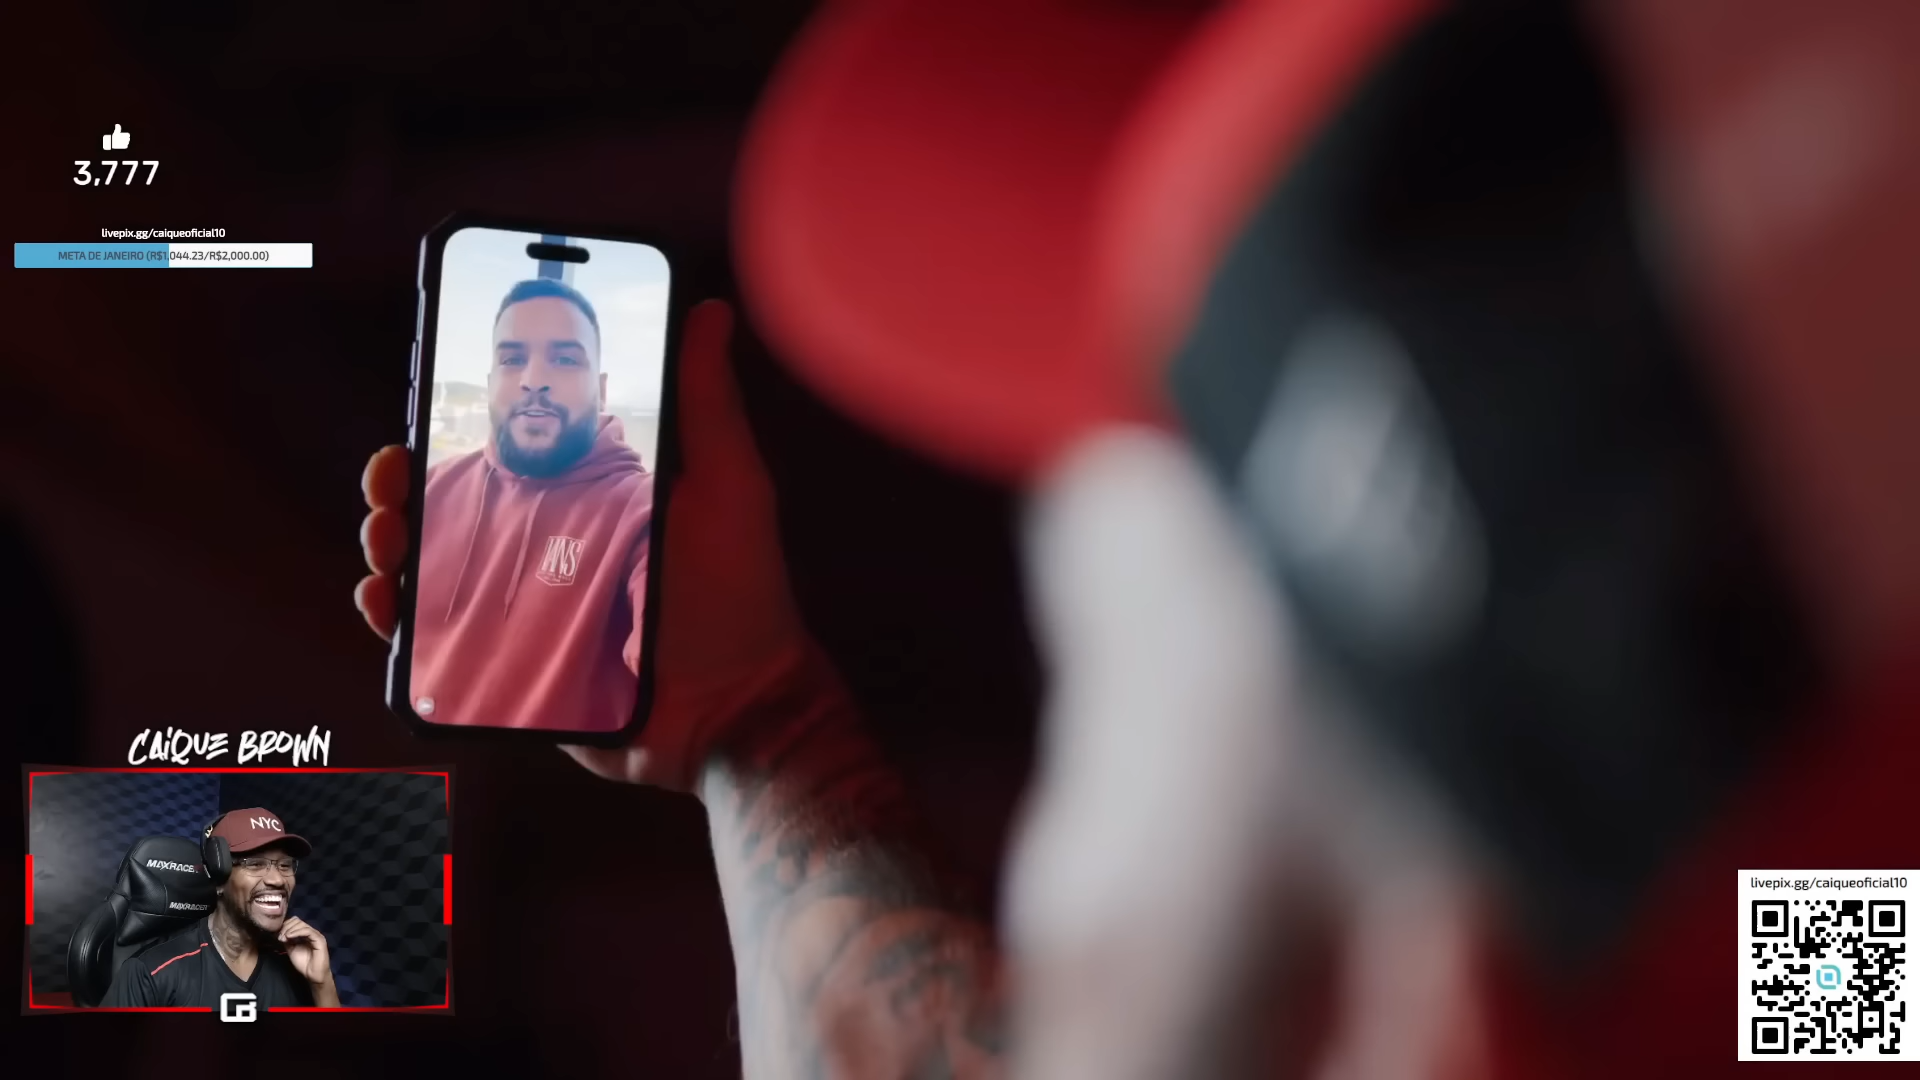 3,777
livepix.gg/caiqueoficial10
META DE JANEIRO (R$1,044.23/R$2,000.00)
CAIQUE BROWN
NYC
MAXRACER
MAXRACER
livepix.gg/caiqueoficial10